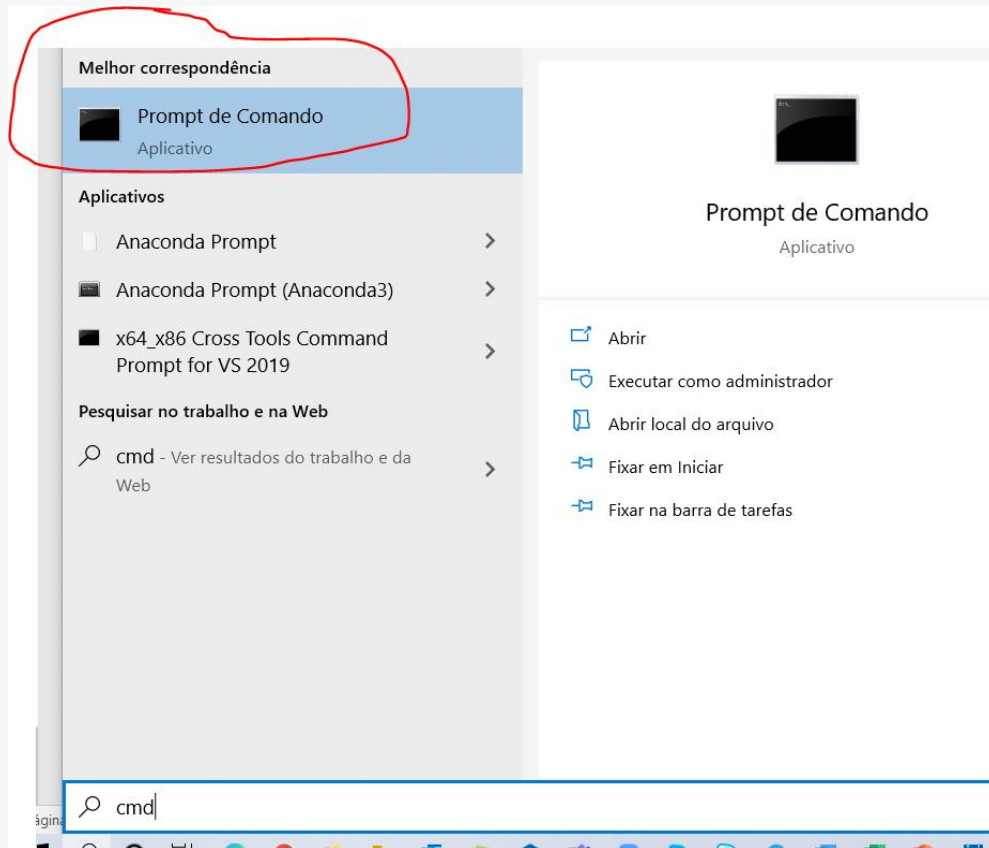 Melhor correspondência
Prompt de Comando
Aplicativo
Aplicativos
Anaconda Prompt
Anaconda Prompt (Anaconda3)
x64_x86 Cross Tools Command
Prompt for VS 2019
Pesquisar no trabalho e na Web
cmd - Ver resultados do trabalho e da
Web
Prompt de Comando
Aplicativo
Abrir
Executar como administrador
Abrir local do arquivo
Fixar em Iniciar
Fixar na barra de tarefas
cmd